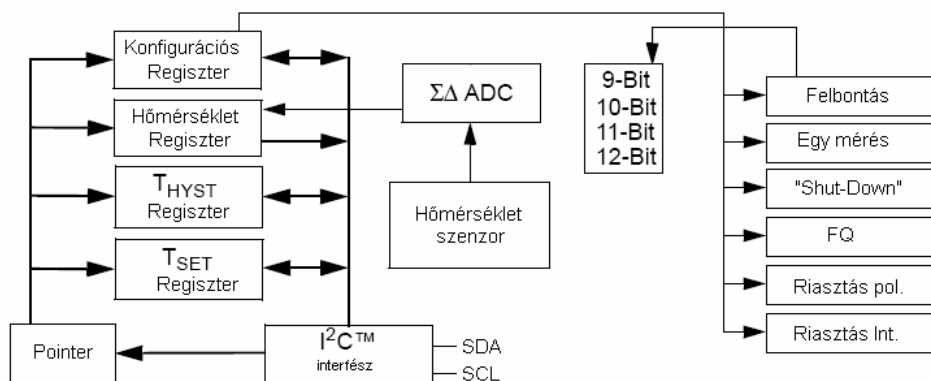 Konfigurációs
Regiszter
Hőmérséklet
Regiszter
THYST
Regiszter
TSET
Regiszter
Pointer
I²C™
interfész
SDA
SCL
ΣΔ ADC
Hőmérséklet
szenzor
9-Bit
10-Bit
11-Bit
12-Bit
Felbontás
Egy mérés
"Shut-Down"
FQ
Riasztás pol.
Riasztás Int.